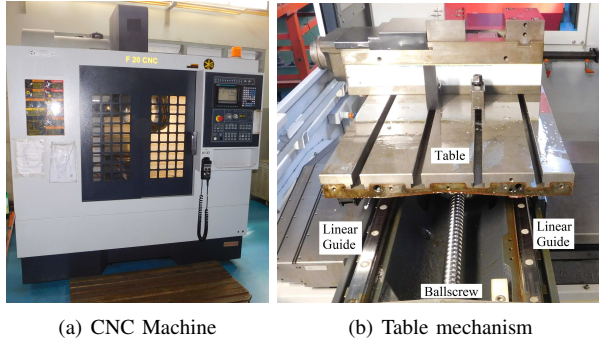 F 20 CNC
Table
Linear
Guide
Linear
Guide
Ballscrew
(a) CNC Machine
(b) Table mechanism